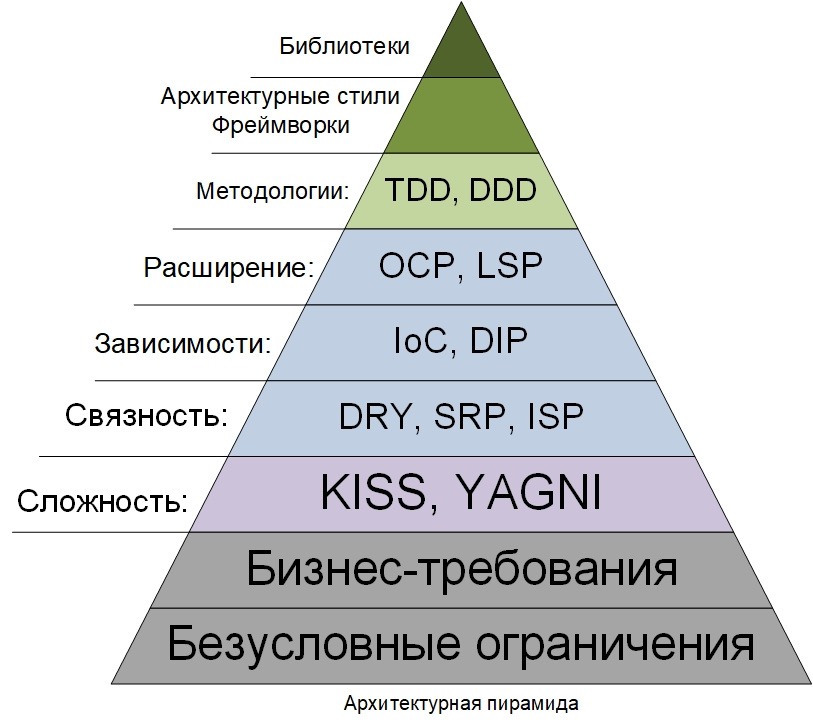 Библиотеки
Архитектурные стили
Фреймворки
Методологии: TDD, DDD
Расширение: OCP, LSP
Зависимости: IoC, DIP
Связность: DRY, SRP, ISP
Сложность: KISS, YAGNI
Бизнес-требования
Безусловные ограничения
Архитектурная пирамида